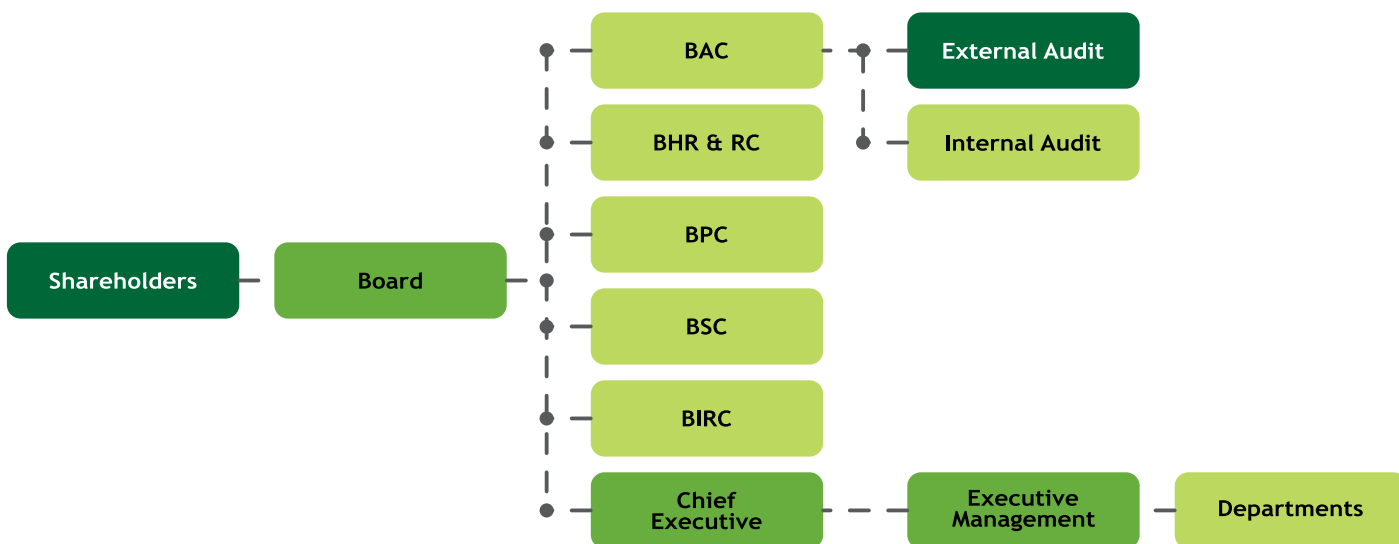 BAC
External Audit
BHR & RC
Internal Audit
BPC
Shareholders
Board
BSC
BIRC
Chief
Executive
Executive
Management
Departments